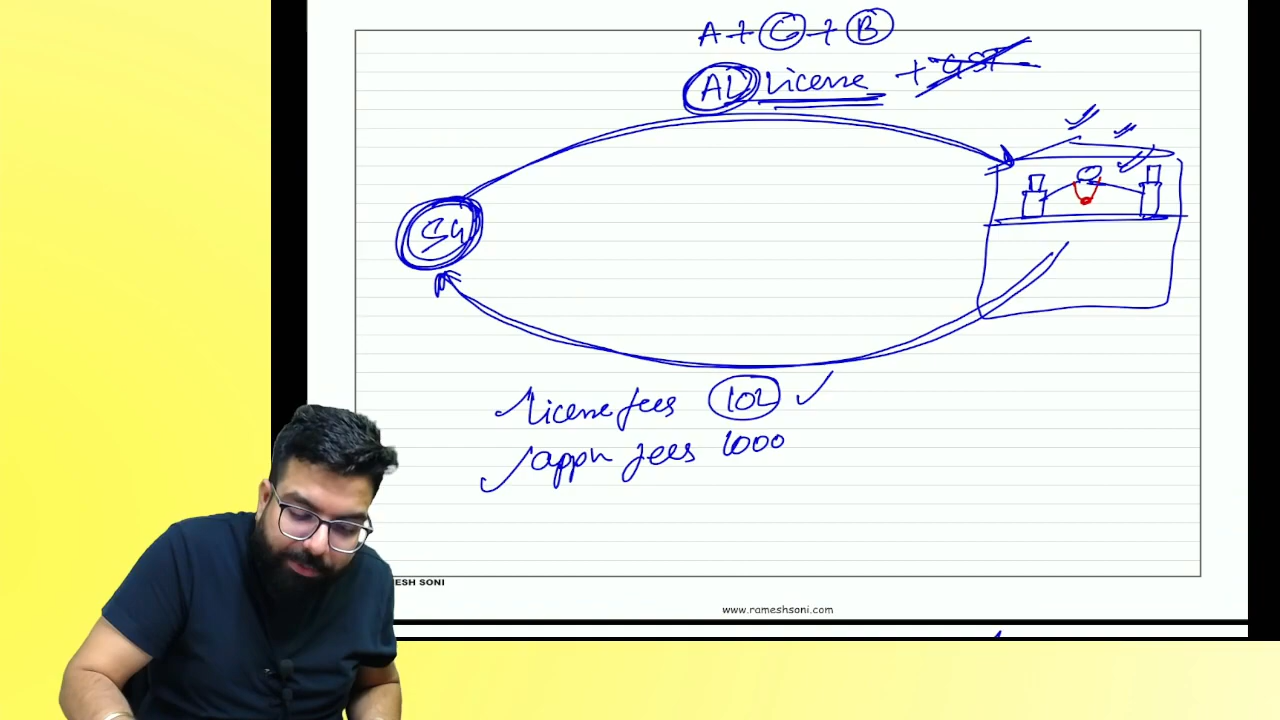 A + G + B
AL License + GST
SG
License fees 10L
appn fees 1000
ESH SONI
www.rameshsoni.com